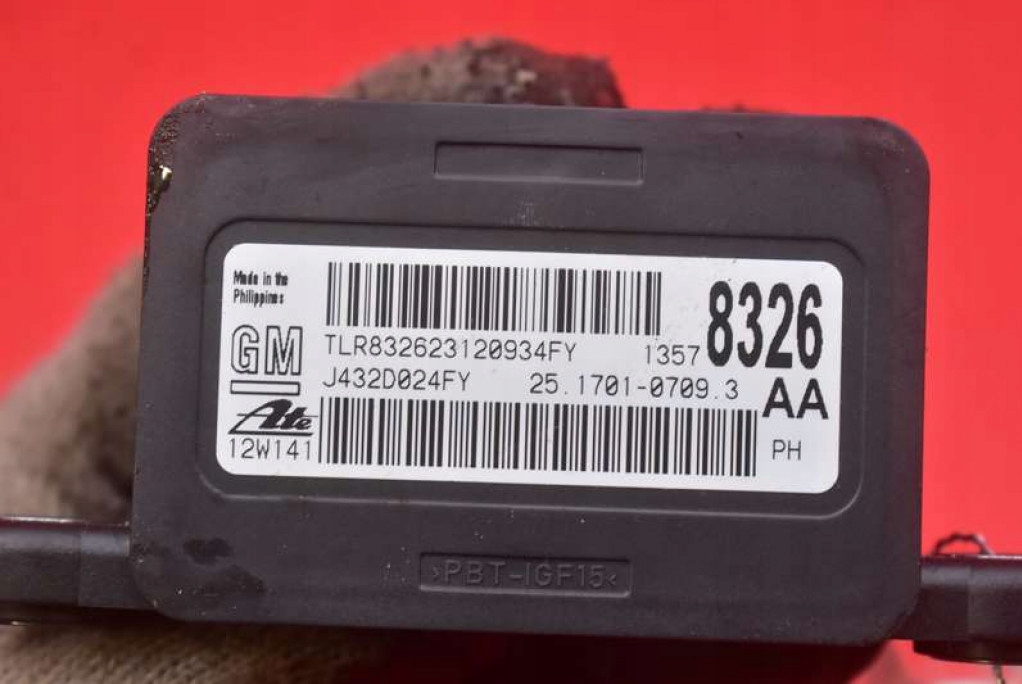 Made in the
Philippines
GM
TLR832623120934FY 1357 8326
J432D024FY 25.1701-0709.3 AA
Ate
12W141 PH
>PBT-IGF15<